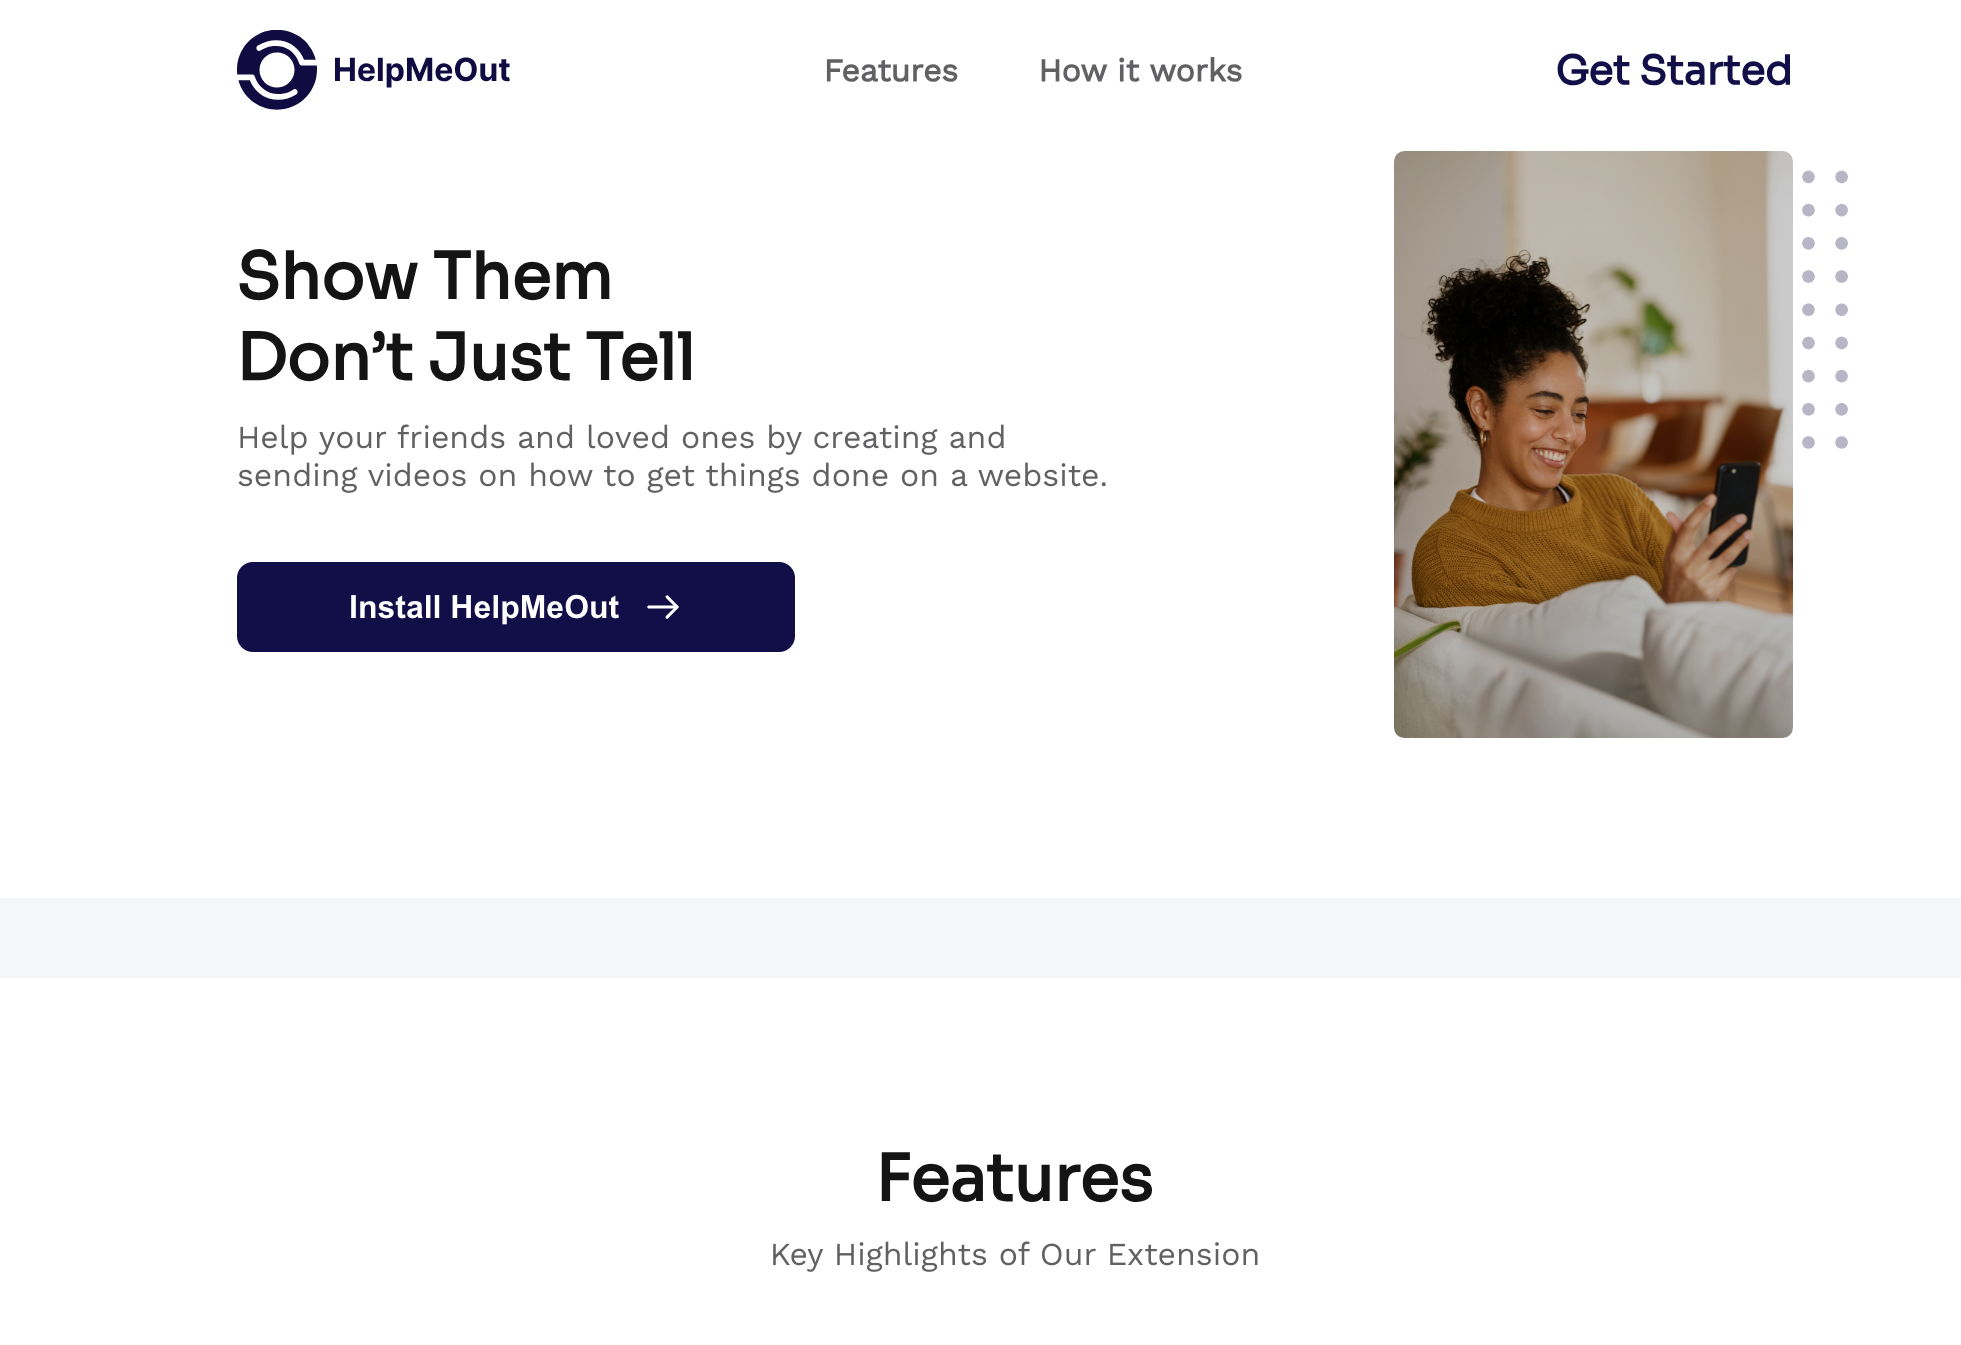 HelpMeOut
Features
How it works
Get Started
Show Them
Don’t Just Tell
Help your friends and loved ones by creating and
sending videos on how to get things done on a website.
Install HelpMeOut
Features
Key Highlights of Our Extension